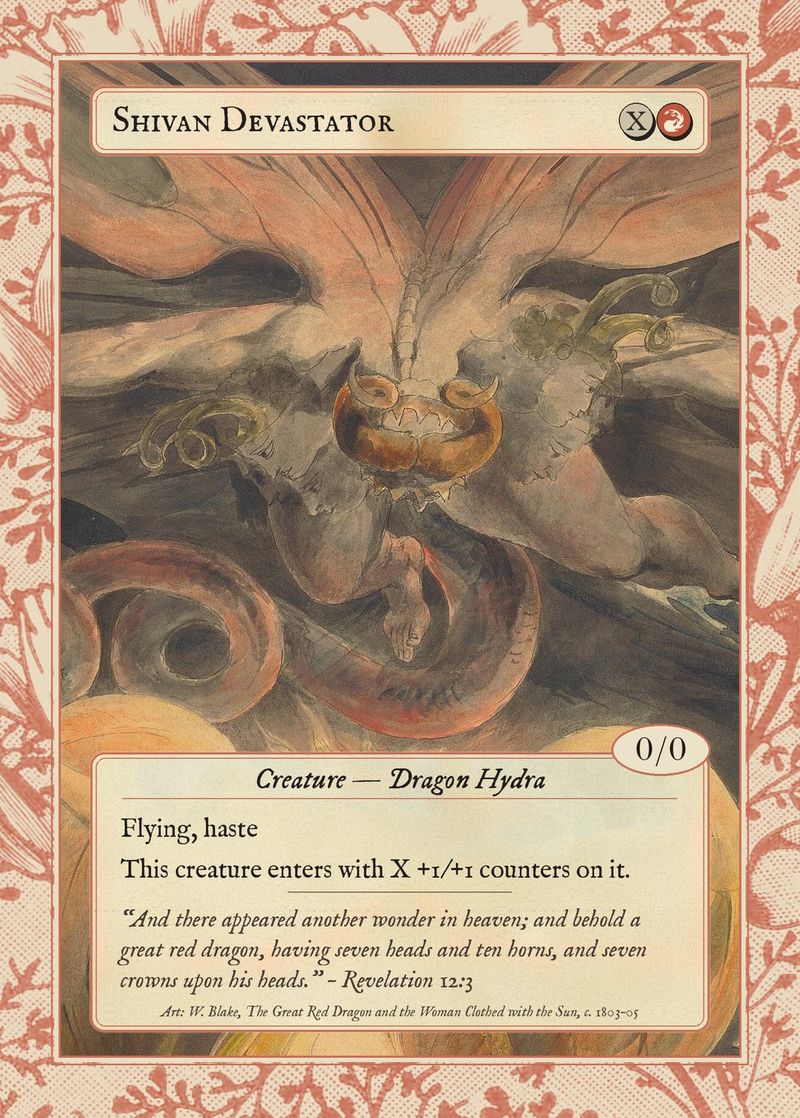 Shivan Devastator X
0/0
Creature — Dragon Hydra
Flying, haste
This creature enters with X +1/+1 counters on it.
“And there appeared another wonder in heaven; and behold a
great red dragon, having seven heads and ten horns, and seven
crowns upon his heads.” – Revelation 12:3
Art: W. Blake, The Great Red Dragon and the Woman Clothed with the Sun, c. 1803-05